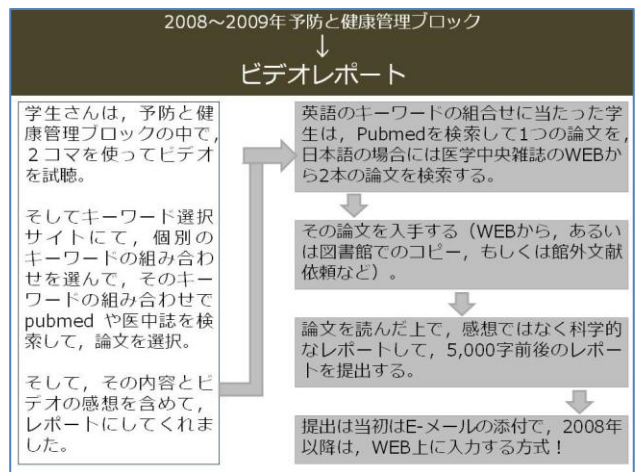 2008～2009年予防と健康管理ブロック
↓
ビデオレポート
学生さんは，予防と健
康管理ブロックの中で，
２コマを使ってビデオ
を試聴。
そしてキーワード選択
サイトにて，個別の
キーワードの組み合わ
せを選んで，そのキー
ワードの組み合わせで
pubmed や医中誌を検
索して，論文を選択。
そして，その内容とビ
デオの感想を含めて，
レポートにしてくれま
した。
英語のキーワードの組合せに当たった学
生は，Pubmedを検索して1つの論文を，
日本語の場合には医学中央雑誌のWEBか
ら2本の論文を検索する。
その論文を入手する（WEBから，あるい
は図書館でのコピー，もしくは館外文献
依頼など）。
論文を読んだ上で，感想ではなく科学的
なレポートして，5,000字前後のレポー
トを提出する。
提出は当初はE-メールの添付で，2008年
以降は，WEB上に入力する方式！